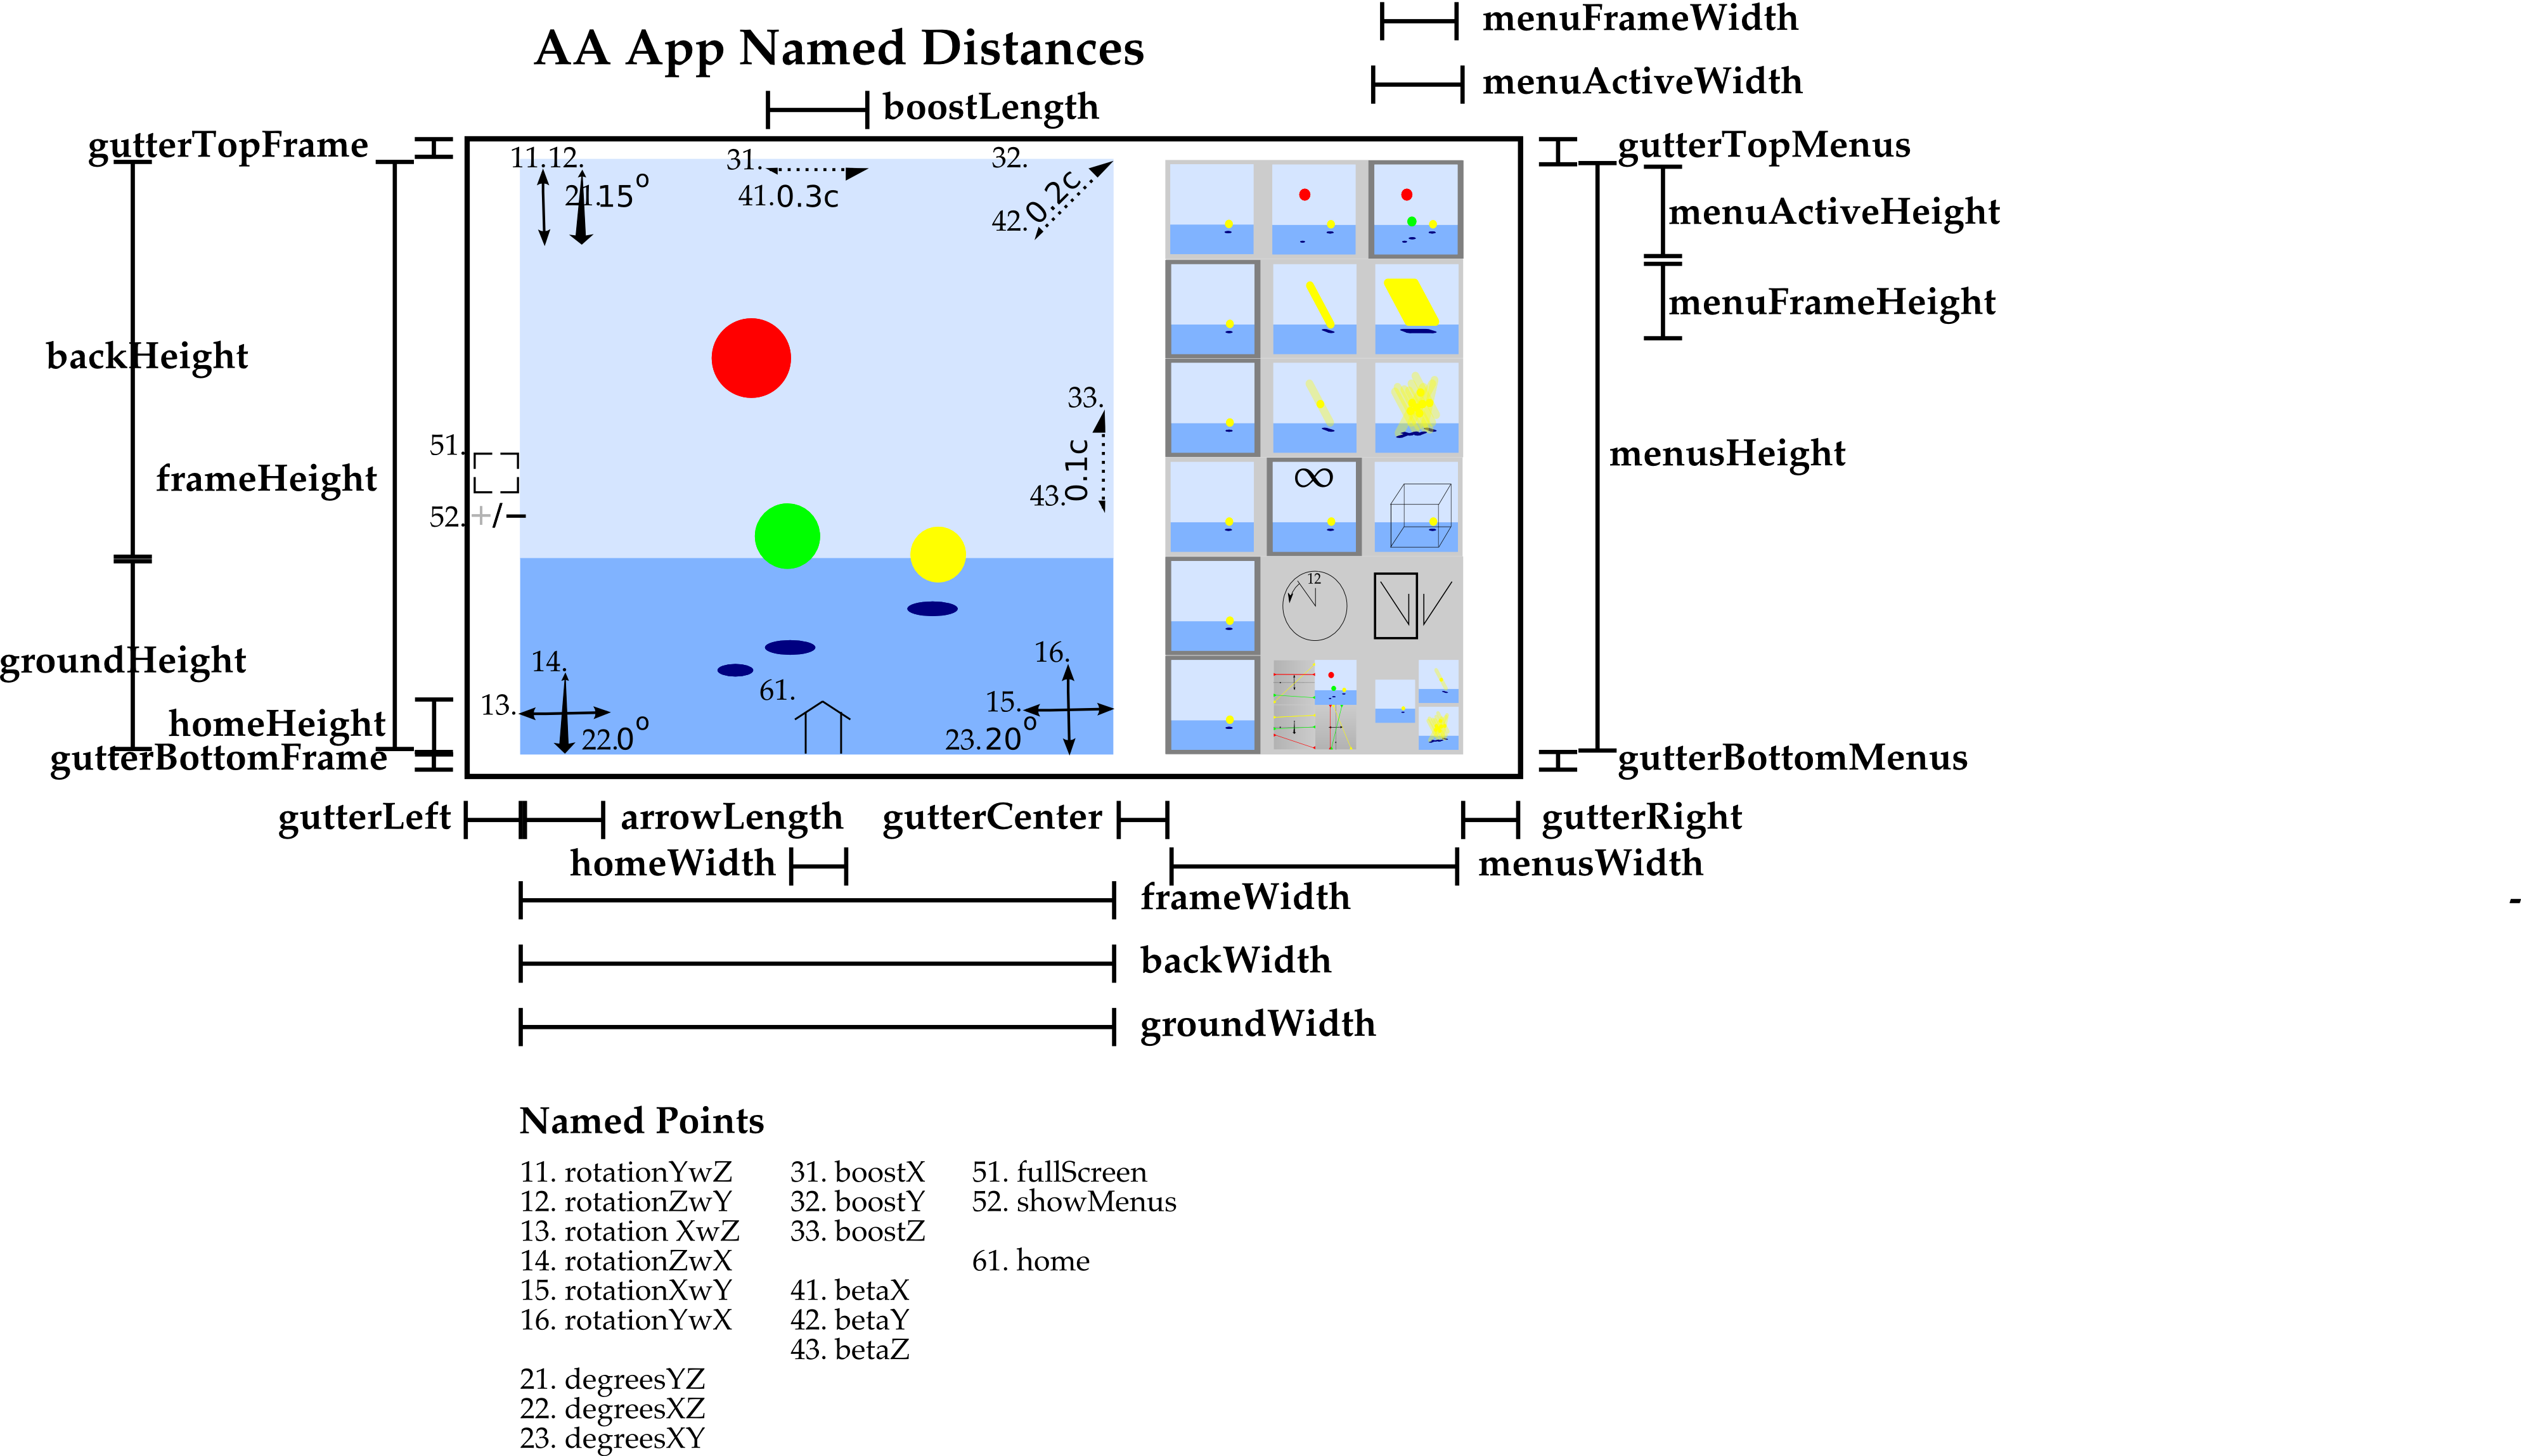 menuFrameWidth
AA App Named Distances
menuActiveWidth
boostLength
gutterTopFrame
gutterTopMenus
11. 12.
31.
32.
21. 15°
41. 0.3c
42. 0.2c
menuActiveHeight
menuFrameHeight
backHeight
33.
51.
frameHeight
43. 0.1c
menusHeight
∞
52. +/−
12
groundHeight
14.
16.
13.
61.
15.
homeHeight
22. 0°
23. 20°
gutterBottomFrame
gutterBottomMenus
gutterLeft
arrowLength
gutterCenter
gutterRight
homeWidth
menusWidth
frameWidth
-
backWidth
groundWidth
Named Points
11. rotationYwZ
12. rotationZwY
13. rotation XwZ
14. rotationZwX
15. rotationXwY
16. rotationYwX
21. degreesYZ
22. degreesXZ
23. degreesXY
31. boostX
32. boostY
33. boostZ
41. betaX
42. betaY
43. betaZ
51. fullScreen
52. showMenus
61. home